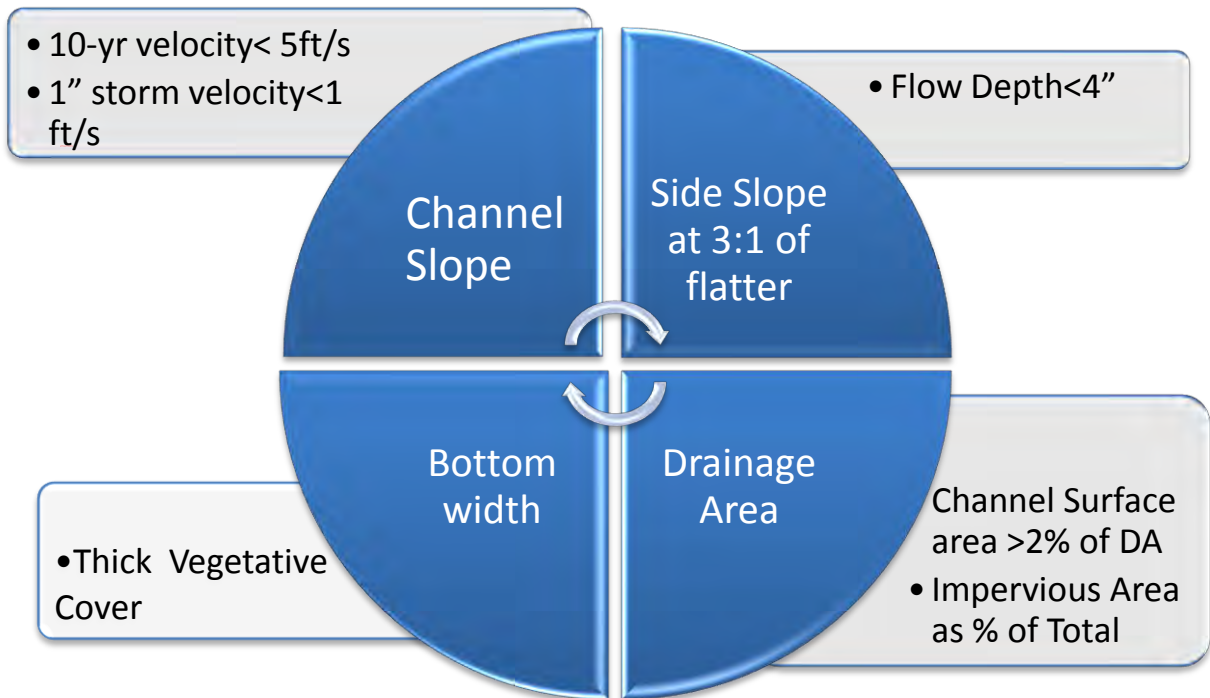 • 10-yr velocity< 5ft/s
• 1” storm velocity<1
ft/s
• Flow Depth<4”
Channel
Slope
Side Slope
at 3:1 of
flatter
Bottom
width
Drainage
Area
•Thick Vegetative
Cover
Channel Surface
area >2% of DA
• Impervious Area
as % of Total